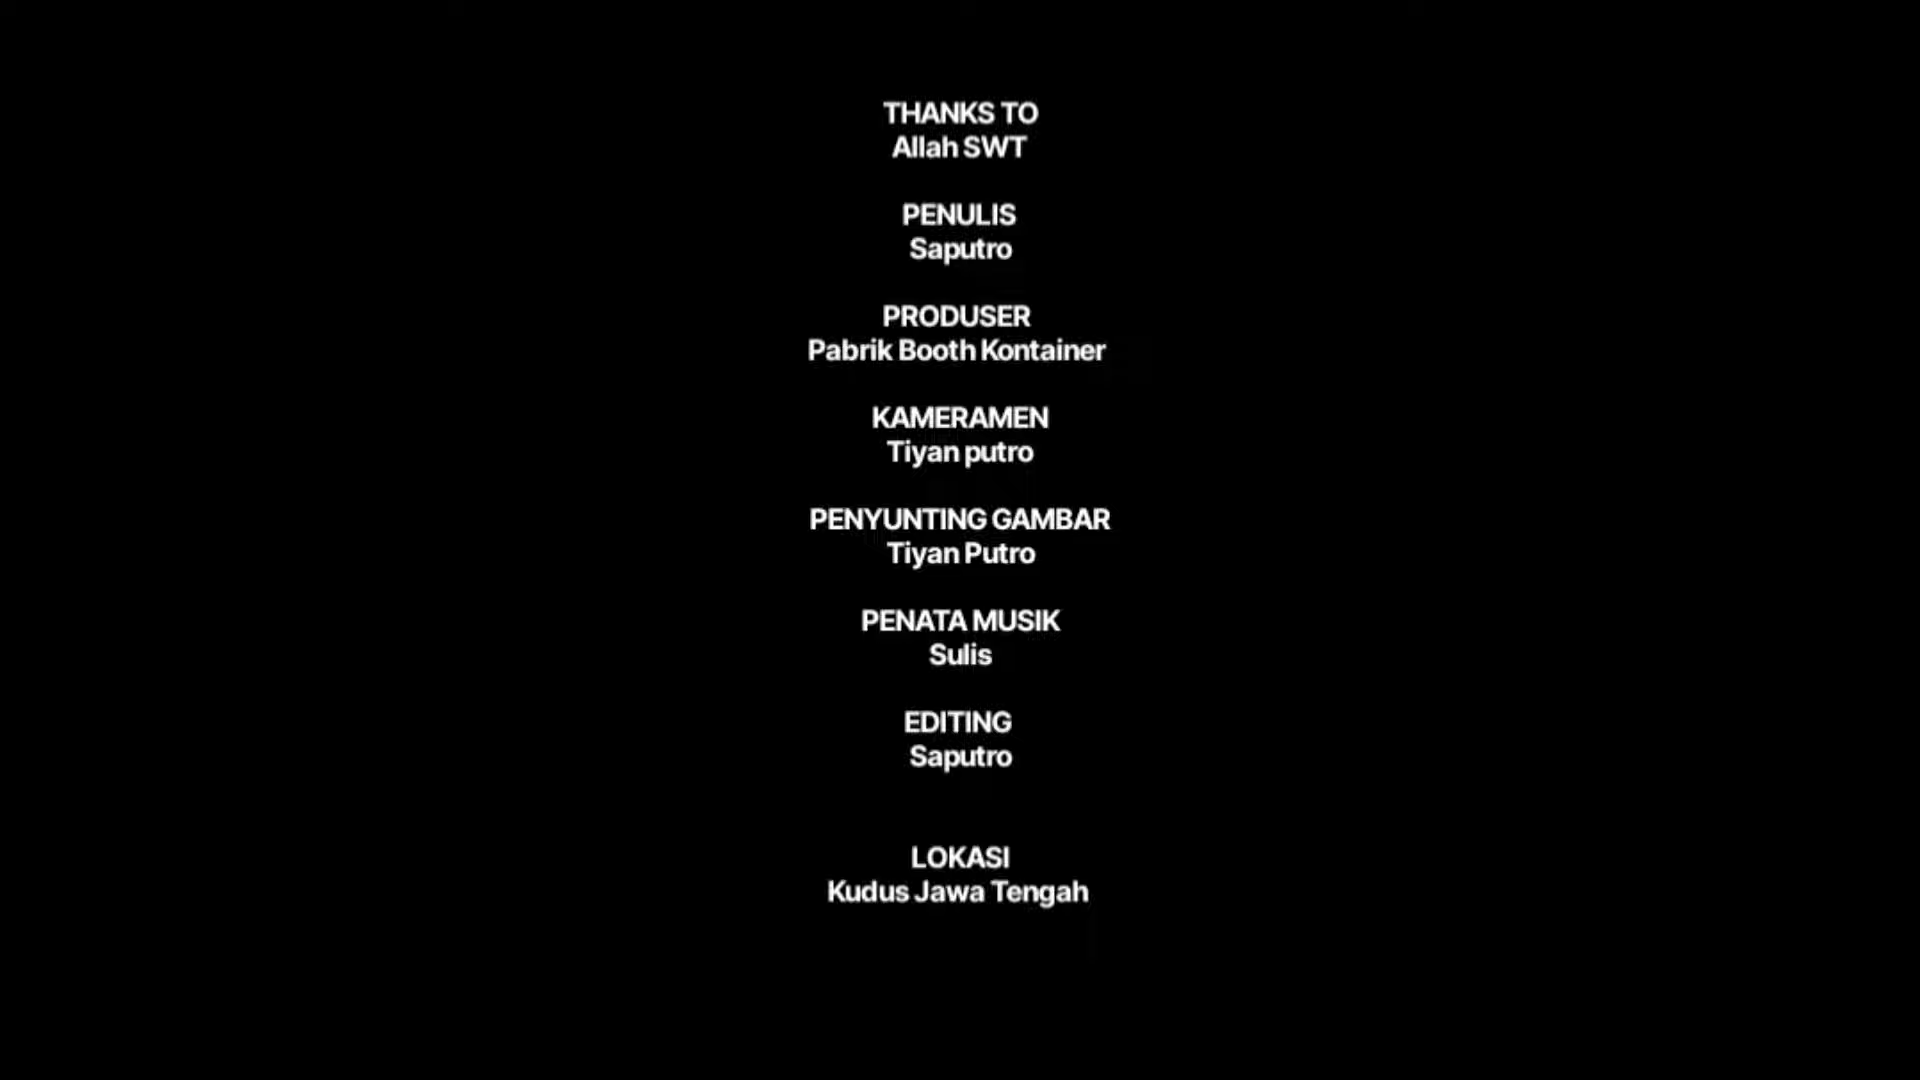 THANKS TO
Allah SWT
PENULIS
Saputro
PRODUSER
Pabrik Booth Kontainer
KAMERAMEN
Tiyan putro
PENYUNTING GAMBAR
Tiyan Putro
PENATA MUSIK
Sulis
EDITING
Saputro
LOKASI
Kudus Jawa Tengah